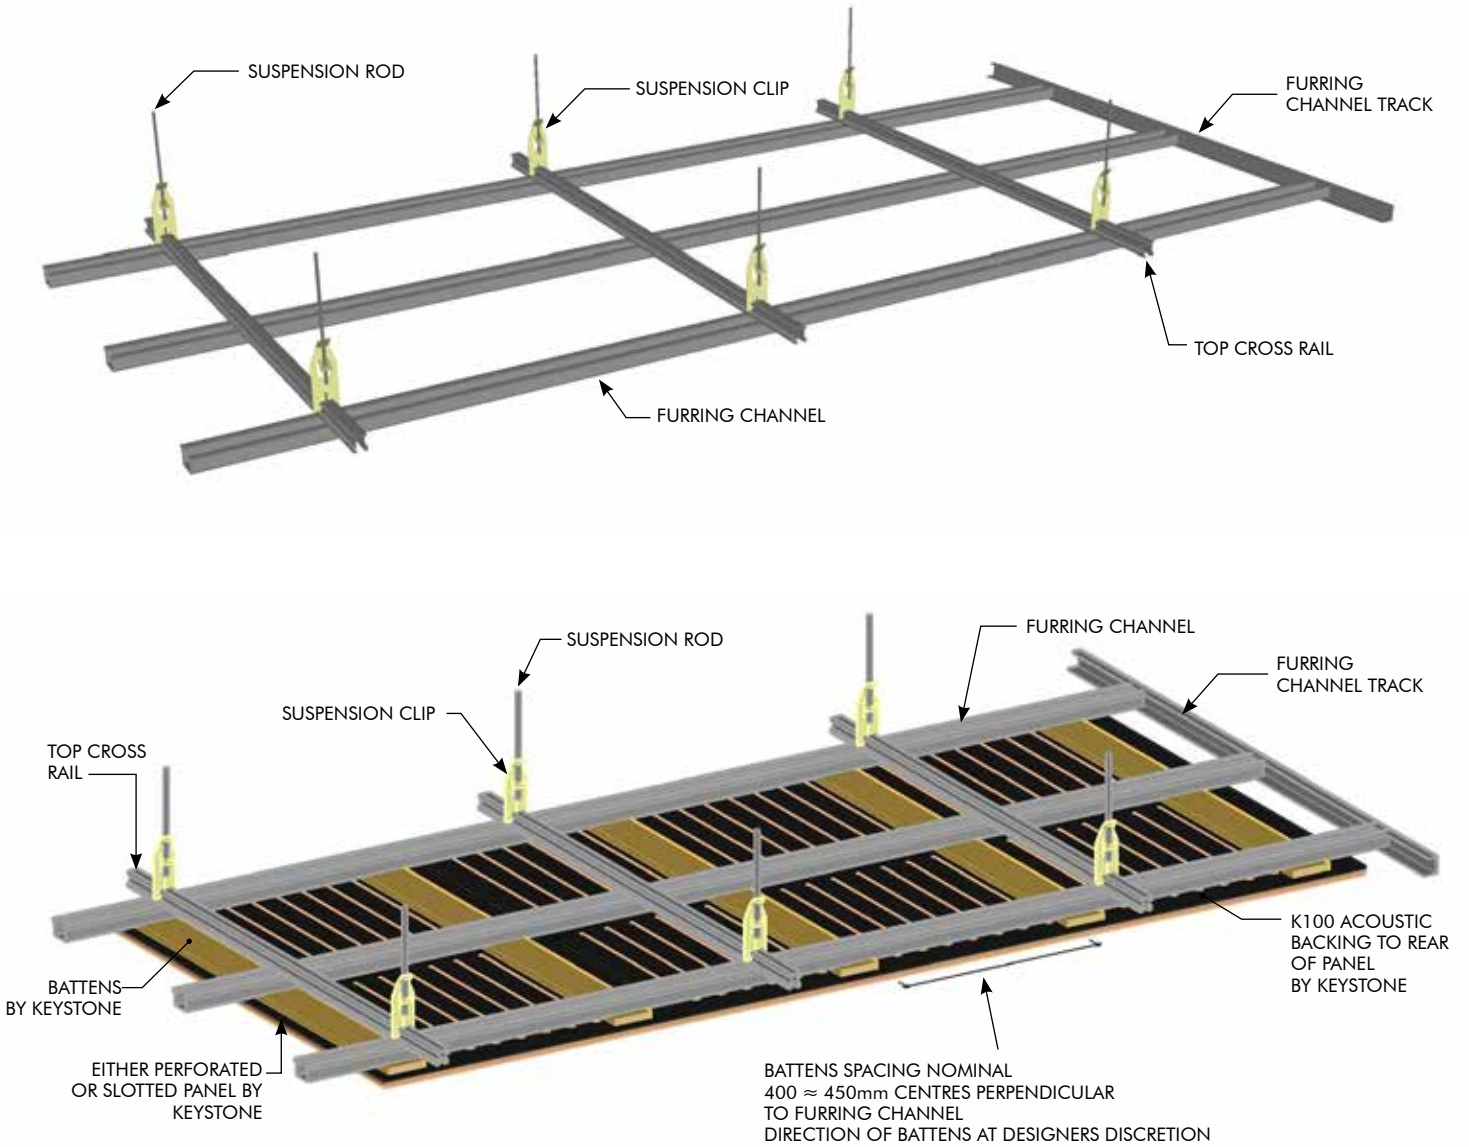 SUSPENSION ROD
SUSPENSION CLIP
FURRING
CHANNEL TRACK
TOP CROSS RAIL
FURRING CHANNEL
SUSPENSION ROD
FURRING CHANNEL
FURRING
CHANNEL TRACK
SUSPENSION CLIP
TOP CROSS
RAIL
K100 ACOUSTIC
BACKING TO REAR
OF PANEL
BY KEYSTONE
BATTENS
BY KEYSTONE
EITHER PERFORATED
OR SLOTTED PANEL BY
KEYSTONE
BATTENS SPACING NOMINAL
400 ≈ 450mm CENTRES PERPENDICULAR
TO FURRING CHANNEL
DIRECTION OF BATTENS AT DESIGNERS DISCRETION